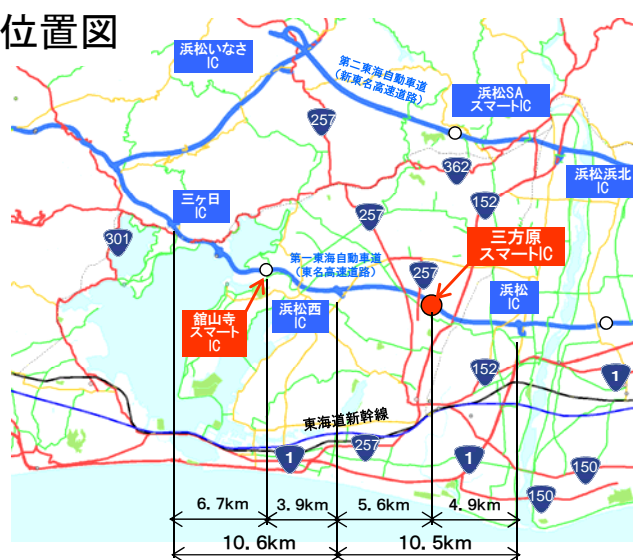 位置図
浜松いなさ
IC
第二東海自動車道
(新東名高速道路)
浜松SA
スマートIC
257
362
浜松浜北
IC
三ヶ日
IC
152
257
301
三方原
スマートIC
第一東海自動車道
(東名高速道路)
257
浜松
IC
舘山寺
スマート
IC
浜松西
IC
152
1
東海道新幹線
257
1
1
150
150
6.7km
3.9km
5.6km
4.9km
10.6km
10.5km